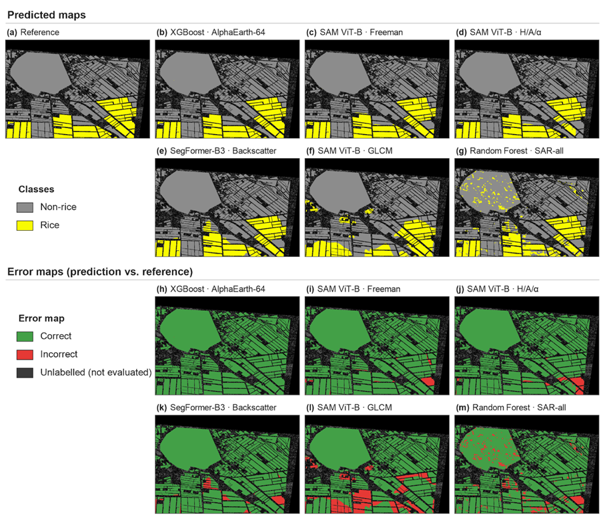 Predicted maps
(a) Reference
(b) XGBoost · AlphaEarth-64
(c) SAM ViT-B · Freeman
(d) SAM ViT-B · H/A/α
(e) SegFormer-B3 · Backscatter
(f) SAM ViT-B · GLCM
(g) Random Forest · SAR-all
Classes
Non-rice
Rice
Error maps (prediction vs. reference)
(h) XGBoost · AlphaEarth-64
(i) SAM ViT-B · Freeman
(j) SAM ViT-B · H/A/α
Error map
Correct
Incorrect
Unlabelled (not evaluated)
(k) SegFormer-B3 · Backscatter
(l) SAM ViT-B · GLCM
(m) Random Forest · SAR-all